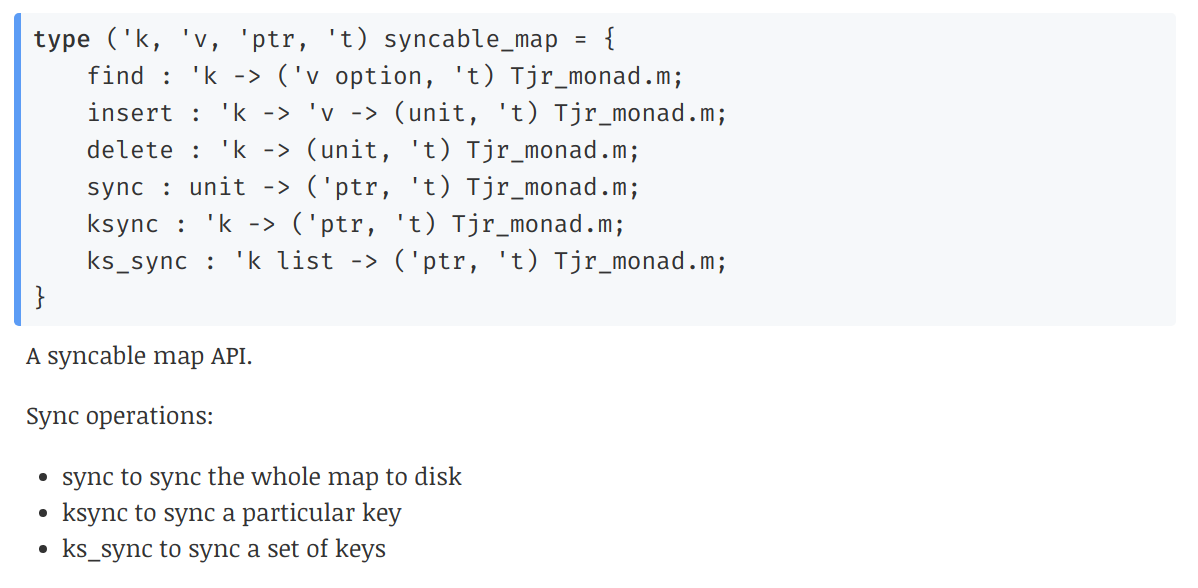 type ('k, 'v, 'ptr, 't) syncable_map = {
    find : 'k -> ('v option, 't) Tjr_monad.m;
    insert : 'k -> 'v -> (unit, 't) Tjr_monad.m;
    delete : 'k -> (unit, 't) Tjr_monad.m;
    sync : unit -> ('ptr, 't) Tjr_monad.m;
    ksync : 'k -> ('ptr, 't) Tjr_monad.m;
    ks_sync : 'k list -> ('ptr, 't) Tjr_monad.m;
}
A syncable map API.
Sync operations:
• sync to sync the whole map to disk
• ksync to sync a particular key
• ks_sync to sync a set of keys